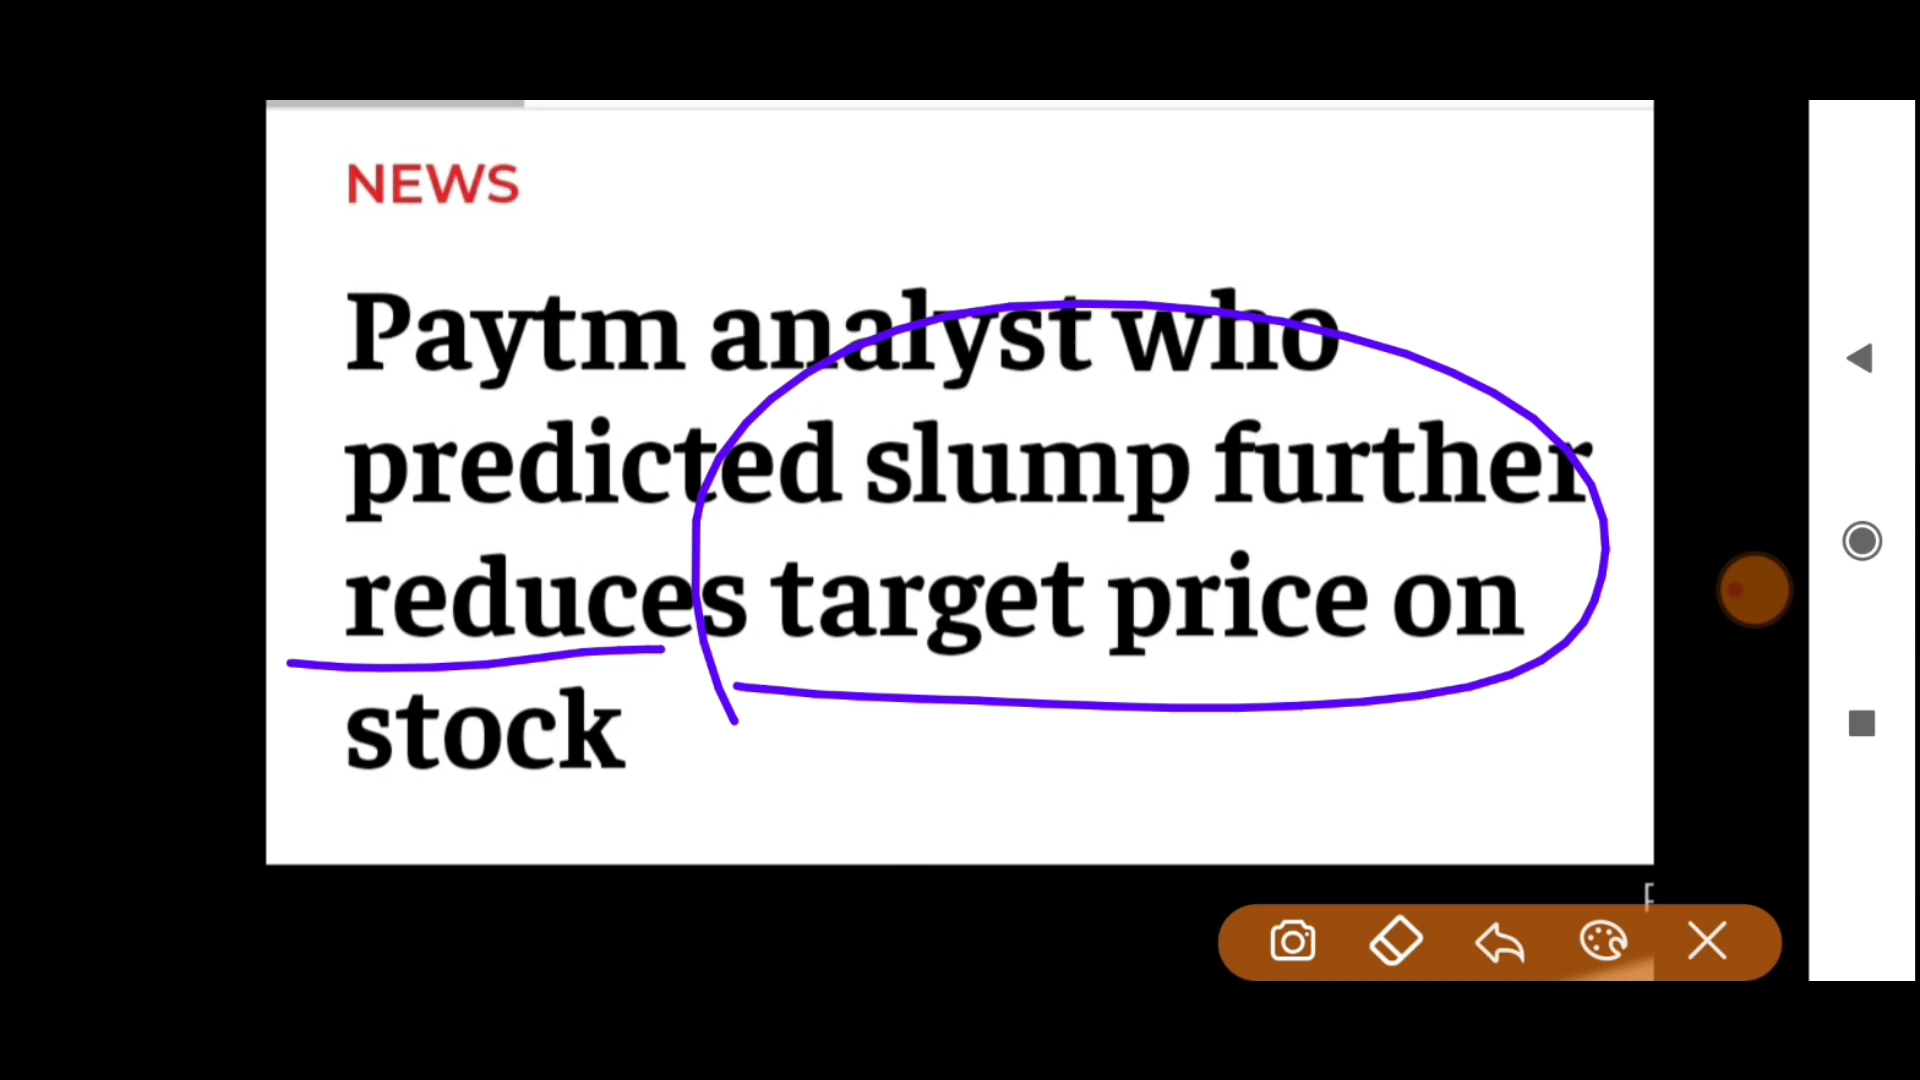 NEWS
Paytm analyst who
predicted slump further
reduces target price on
stock